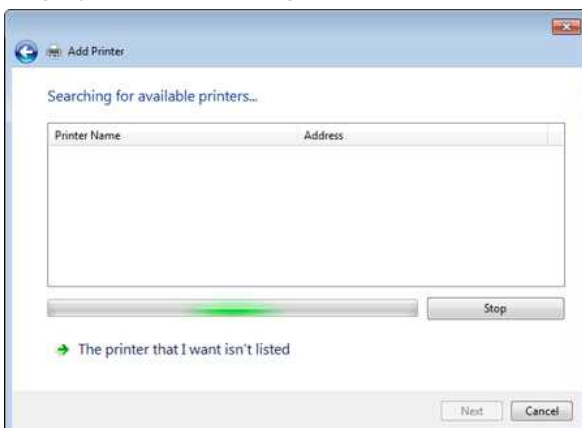 Add Printer
Searching for available printers...
Printer Name Address
Stop
The printer that I want isn't listed
Next Cancel